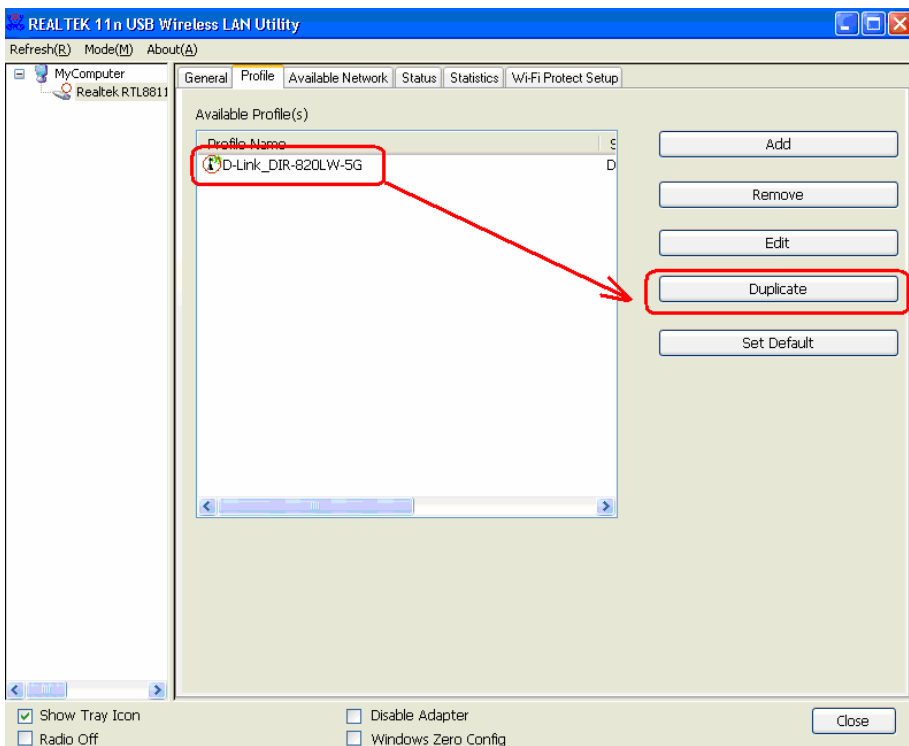 REALTEK 11n USB Wireless LAN Utility
Refresh(R) Mode(M) About(A)
MyComputer
Realtek RTL8811
General Profile Available Network Status Statistics Wi-Fi Protect Setup
Available Profile(s)
Profile Name S
D-Link_DIR-820LW-5G D
Add
Remove
Edit
Duplicate
Set Default
Show Tray Icon
Disable Adapter
Radio Off
Windows Zero Config
Close